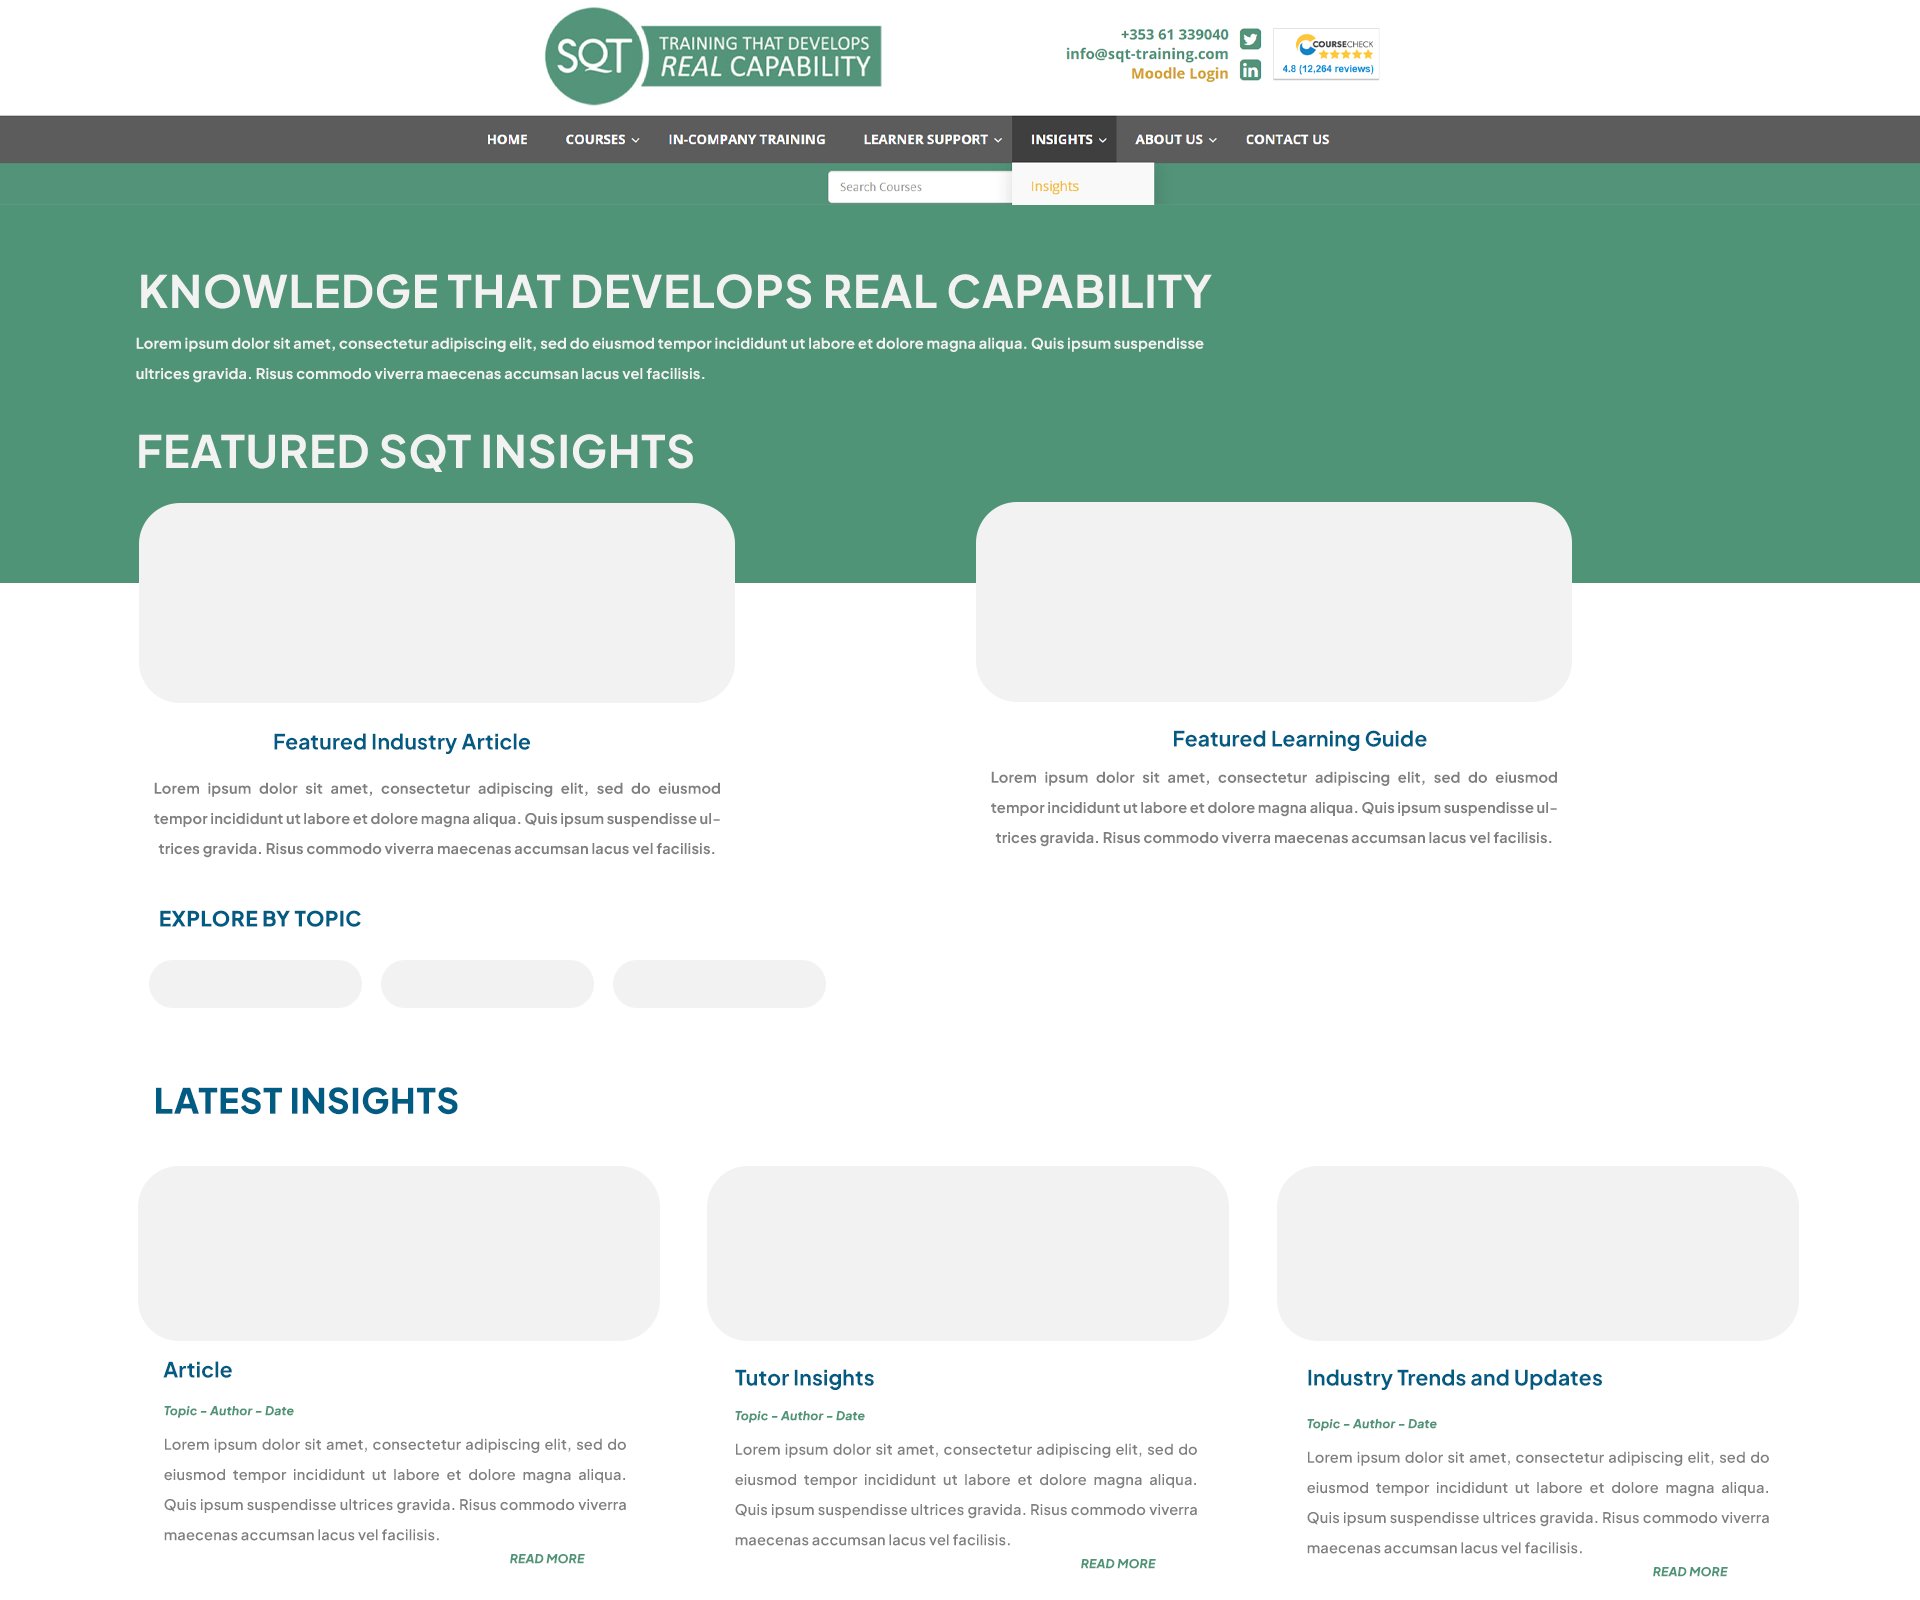 SQT
TRAINING THAT DEVELOPS
REAL CAPABILITY
+353 61 339040
info@sqt-training.com
Moodle Login
in
COURSECHECK
4.8 (12,264 reviews)
HOME
COURSES
IN-COMPANY TRAINING
LEARNER SUPPORT
INSIGHTS
ABOUT US
CONTACT US
Search Courses
Insights
KNOWLEDGE THAT DEVELOPS REAL CAPABILITY
Lorem ipsum dolor sit amet, consectetur adipiscing elit, sed do eiusmod tempor incididunt ut labore et dolore magna aliqua. Quis ipsum suspendisse
ultrices gravida. Risus commodo viverra maecenas accumsan lacus vel facilisis.
FEATURED SQT INSIGHTS
Featured Industry Article
Lorem ipsum dolor sit amet, consectetur adipiscing elit, sed do eiusmod
tempor incididunt ut labore et dolore magna aliqua. Quis ipsum suspendisse ul-
trices gravida. Risus commodo viverra maecenas accumsan lacus vel facilisis.
Featured Learning Guide
Lorem ipsum dolor sit amet, consectetur adipiscing elit, sed do eiusmod
tempor incididunt ut labore et dolore magna aliqua. Quis ipsum suspendisse ul-
trices gravida. Risus commodo viverra maecenas accumsan lacus vel facilisis.
EXPLORE BY TOPIC
LATEST INSIGHTS
Article
Topic - Author - Date
Lorem ipsum dolor sit amet, consectetur adipiscing elit, sed do
eiusmod tempor incididunt ut labore et dolore magna aliqua.
Quis ipsum suspendisse ultrices gravida. Risus commodo viverra
maecenas accumsan lacus vel facilisis.
READ MORE
Tutor Insights
Topic - Author - Date
Lorem ipsum dolor sit amet, consectetur adipiscing elit, sed do
eiusmod tempor incididunt ut labore et dolore magna aliqua.
Quis ipsum suspendisse ultrices gravida. Risus commodo viverra
maecenas accumsan lacus vel facilisis.
READ MORE
Industry Trends and Updates
Topic - Author - Date
Lorem ipsum dolor sit amet, consectetur adipiscing elit, sed do
eiusmod tempor incididunt ut labore et dolore magna aliqua.
Quis ipsum suspendisse ultrices gravida. Risus commodo viverra
maecenas accumsan lacus vel facilisis.
READ MORE